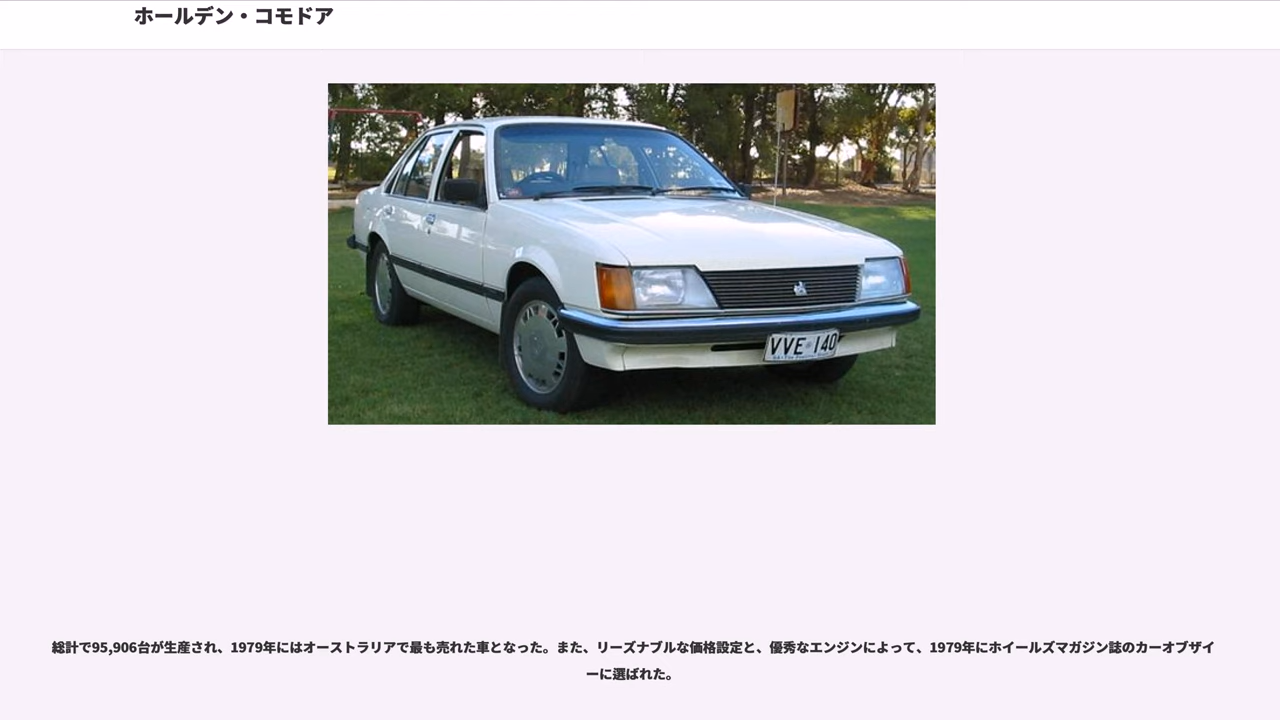 ホールデン・コモドア
VVE·140
総計で95,906台が生産され、1979年にはオーストラリアで最も売れた車となった。また、リーズナブルな価格設定と、優秀なエンジンによって、1979年にホイールズマガジン誌のカーオブザイ
ーに選ばれた。